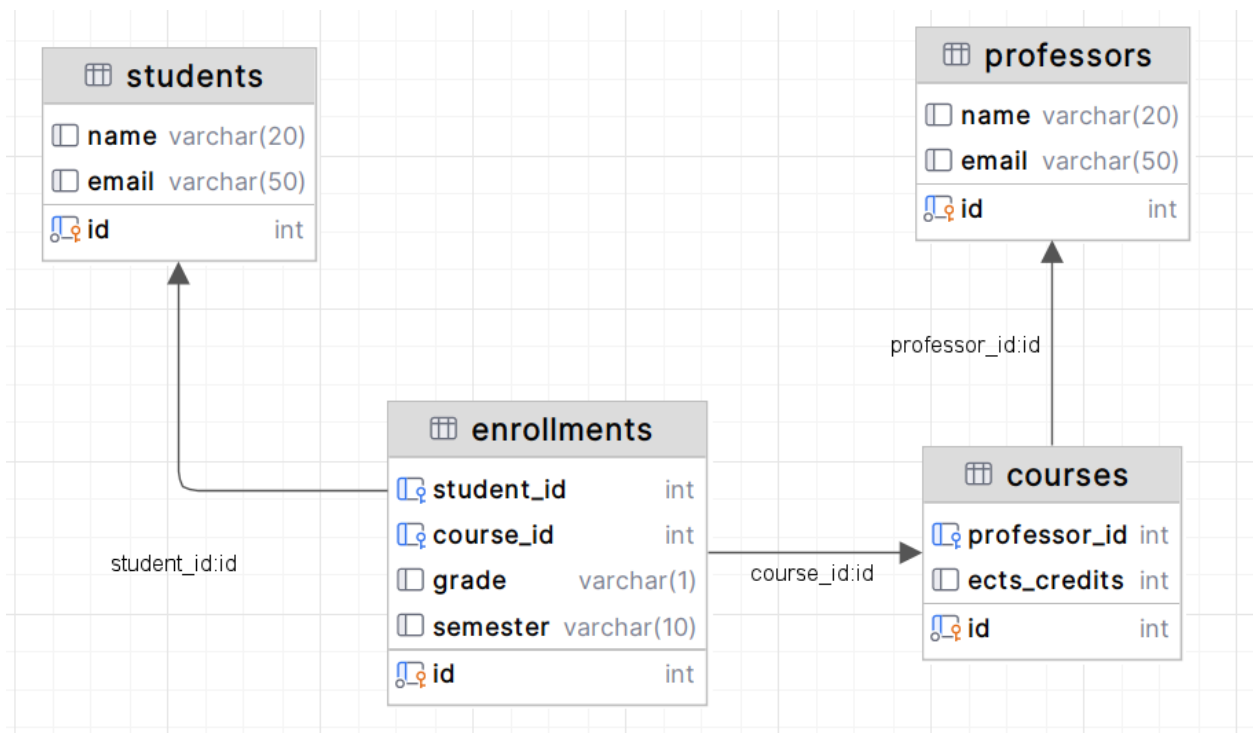 students
name varchar(20)
email varchar(50)
id int
professors
name varchar(20)
email varchar(50)
id int
professor_id:id
enrollments
student_id int
course_id int
grade varchar(1)
semester varchar(10)
id int
student_id:id
course_id:id
courses
professor_id int
ects_credits int
id int